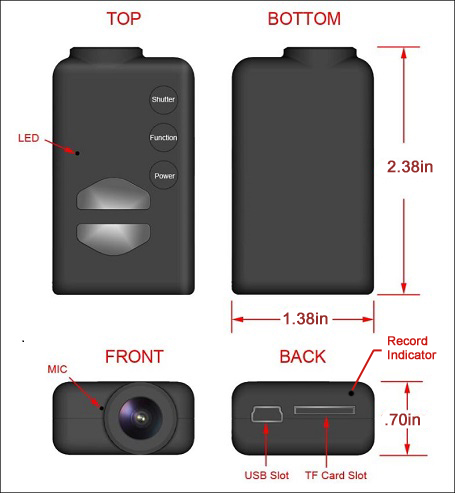 TOP
BOTTOM
Shutter
Function
LED
Power
2.38in
1.38in
FRONT
BACK
Record
Indicator
MIC
.70in
USB Slot
TF Card Slot